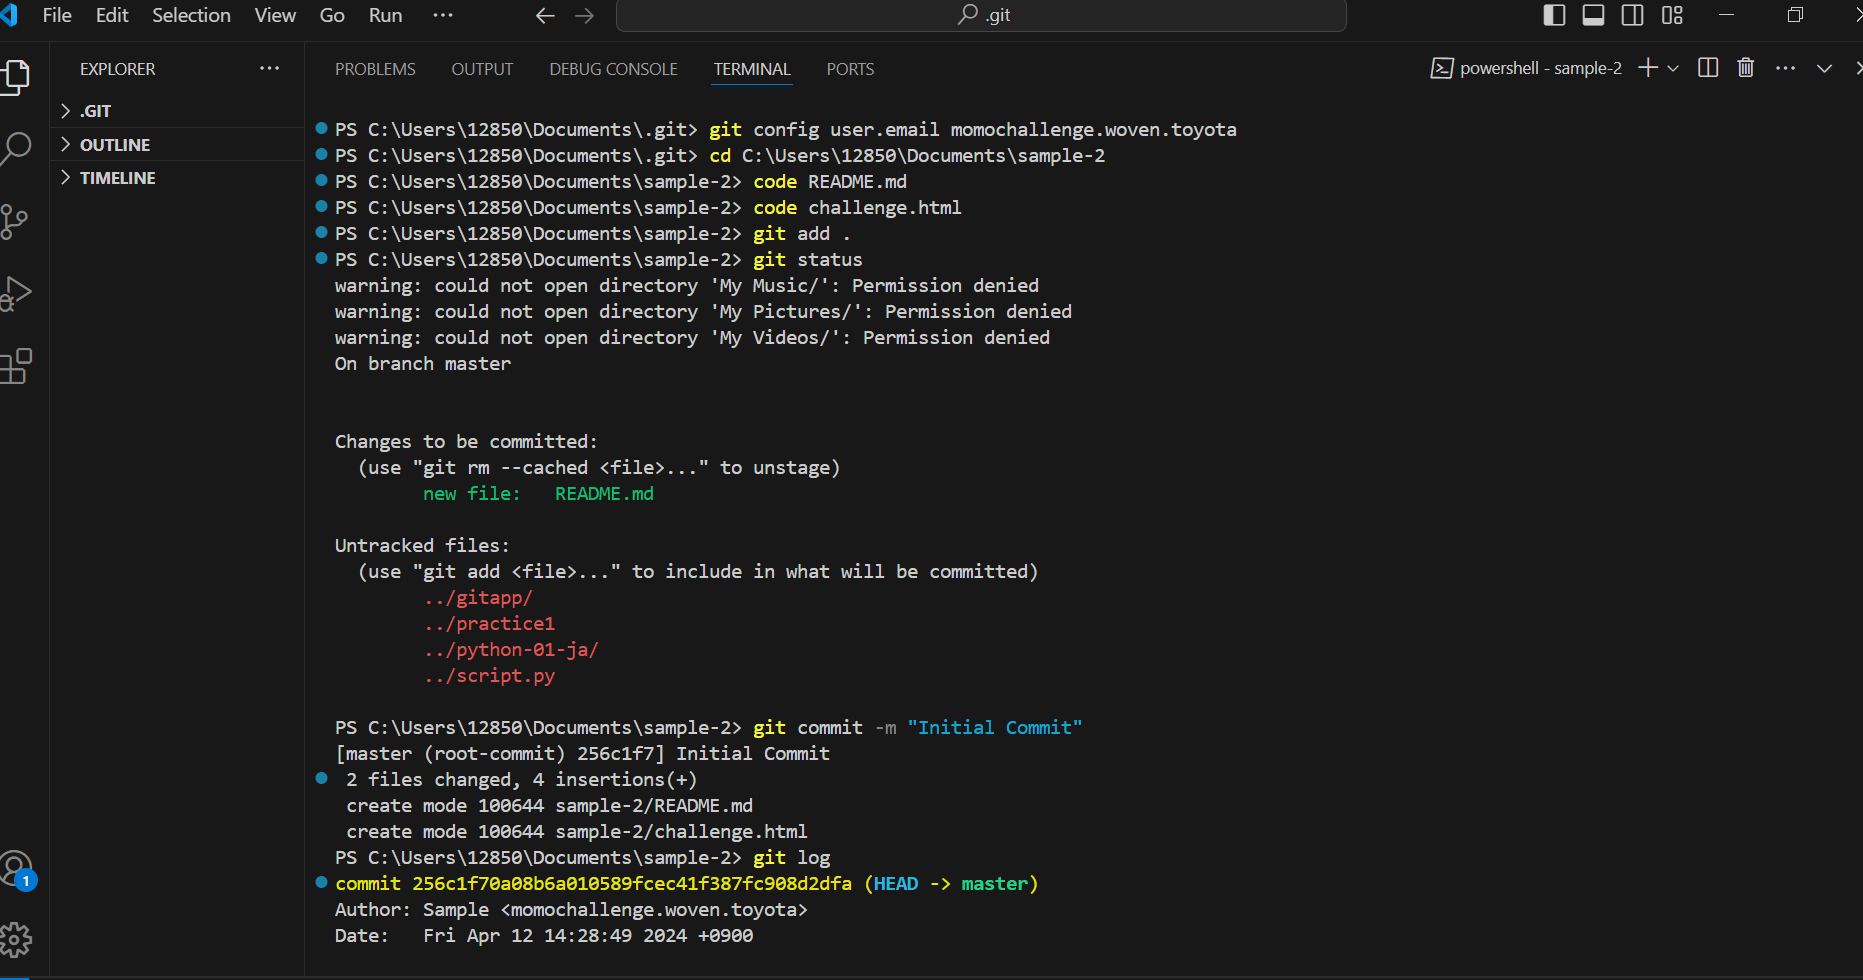 File Edit Selection View Go Run ··· .git
EXPLORER ···
.GIT
OUTLINE
TIMELINE
PROBLEMS OUTPUT DEBUG CONSOLE TERMINAL PORTS powershell - sample-2
PS C:\Users\12850\Documents\.git> git config user.email momochallenge.woven.toyota
PS C:\Users\12850\Documents\.git> cd C:\Users\12850\Documents\sample-2
PS C:\Users\12850\Documents\sample-2> code README.md
PS C:\Users\12850\Documents\sample-2> code challenge.html
PS C:\Users\12850\Documents\sample-2> git add .
PS C:\Users\12850\Documents\sample-2> git status
warning: could not open directory 'My Music/': Permission denied
warning: could not open directory 'My Pictures/': Permission denied
warning: could not open directory 'My Videos/': Permission denied
On branch master
Changes to be committed:
(use "git rm --cached <file>..." to unstage)
new file: README.md
Untracked files:
(use "git add <file>..." to include in what will be committed)
../gitapp/
../practice1
../python-01-ja/
../script.py
PS C:\Users\12850\Documents\sample-2> git commit -m "Initial Commit"
[master (root-commit) 256c1f7] Initial Commit
2 files changed, 4 insertions(+)
create mode 100644 sample-2/README.md
create mode 100644 sample-2/challenge.html
PS C:\Users\12850\Documents\sample-2> git log
commit 256c1f70a08b6a010589fcec41f387fc908d2dfa (HEAD -> master)
Author: Sample <momochallenge.woven.toyota>
Date: Fri Apr 12 14:28:49 2024 +0900
1